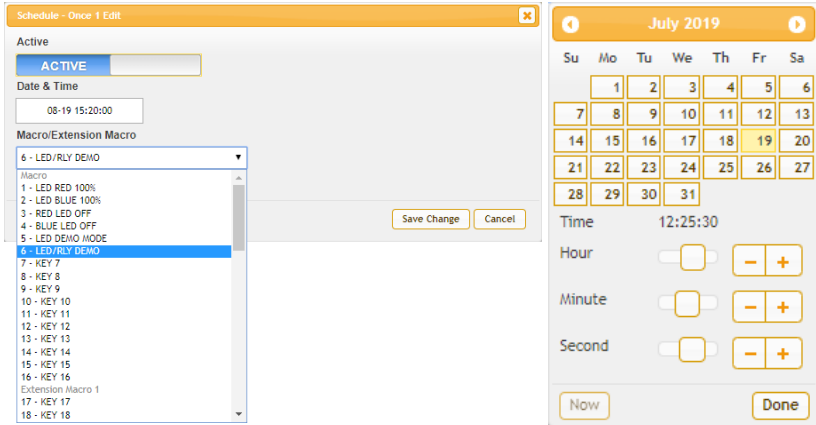 Schedule - Once 1 Edit
Active
ACTIVE
Date & Time
08-19 15:20:00
Macro/Extension Macro
6 - LED/RLY DEMO
Macro
1 - LED RED 100%
2 - LED BLUE 100%
3 - RED LED OFF
4 - BLUE LED OFF
5 - LED DEMO MODE
6 - LED/RLY DEMO
7 - KEY 7
8 - KEY 8
9 - KEY 9
10 - KEY 10
11 - KEY 11
12 - KEY 12
13 - KEY 13
14 - KEY 14
15 - KEY 15
16 - KEY 16
Extension Macro 1
17 - KEY 17
18 - KEY 18
Save Change Cancel
July 2019
Su Mo Tu We Th Fr Sa
1 2 3 4 5 6
7 8 9 10 11 12 13
14 15 16 17 18 19 20
21 22 23 24 25 26 27
28 29 30 31
Time 12:25:30
Hour - +
Minute - +
Second - +
Now Done